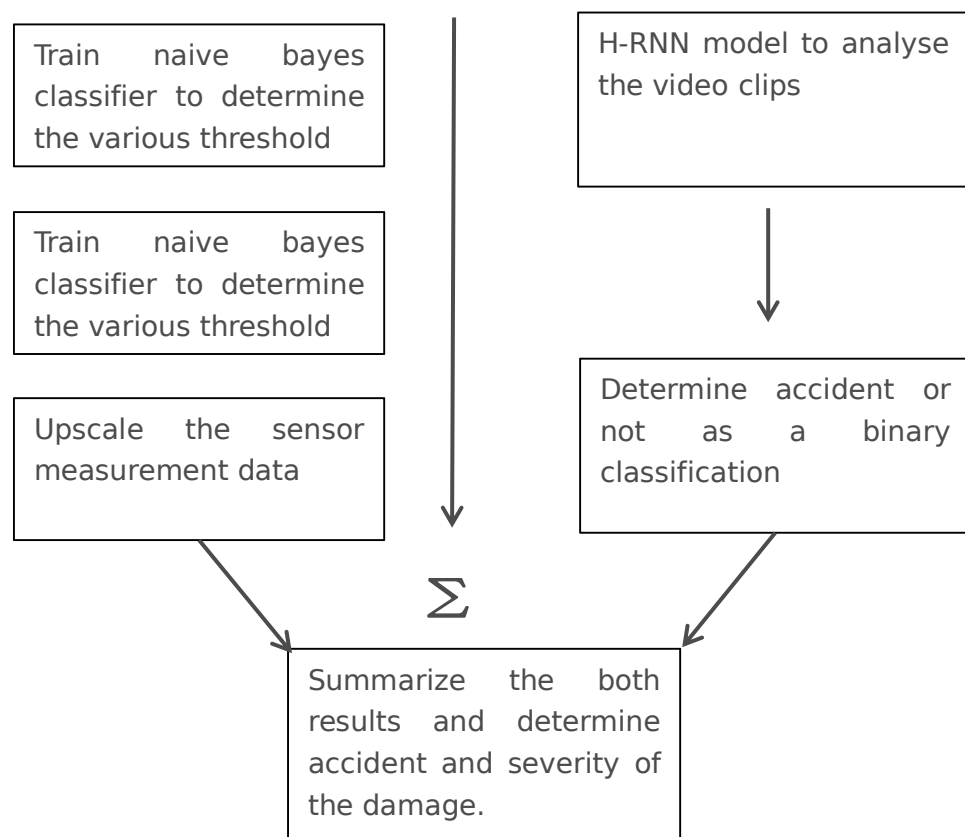 Train naive bayes
classifier to determine
the various threshold
Train naive bayes
classifier to determine
the various threshold
Upscale the sensor
measurement data
H-RNN model to analyse
the video clips
Determine accident or
not as a binary
classification
Σ
Summarize the both
results and determine
accident and severity of
the damage.